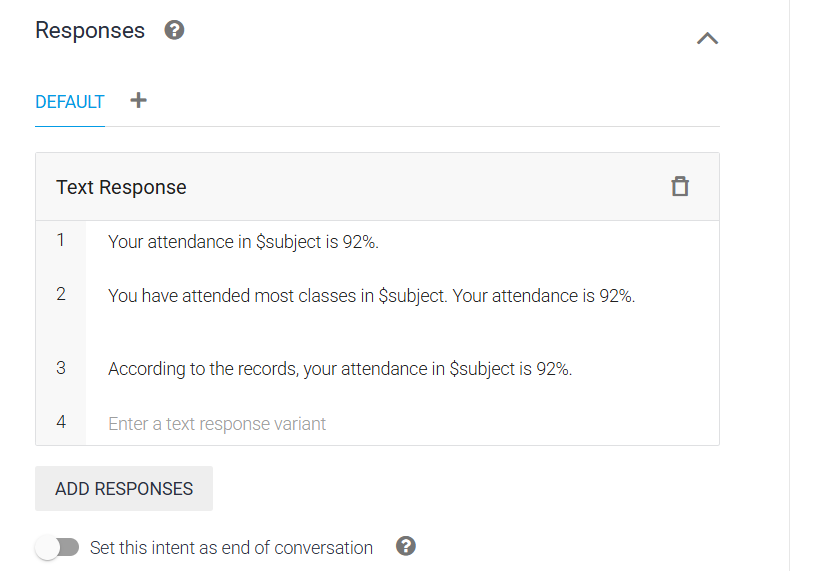 Responses
DEFAULT
Text Response
1 Your attendance in $subject is 92%.
2 You have attended most classes in $subject. Your attendance is 92%.
3 According to the records, your attendance in $subject is 92%.
4 Enter a text response variant
ADD RESPONSES
Set this intent as end of conversation